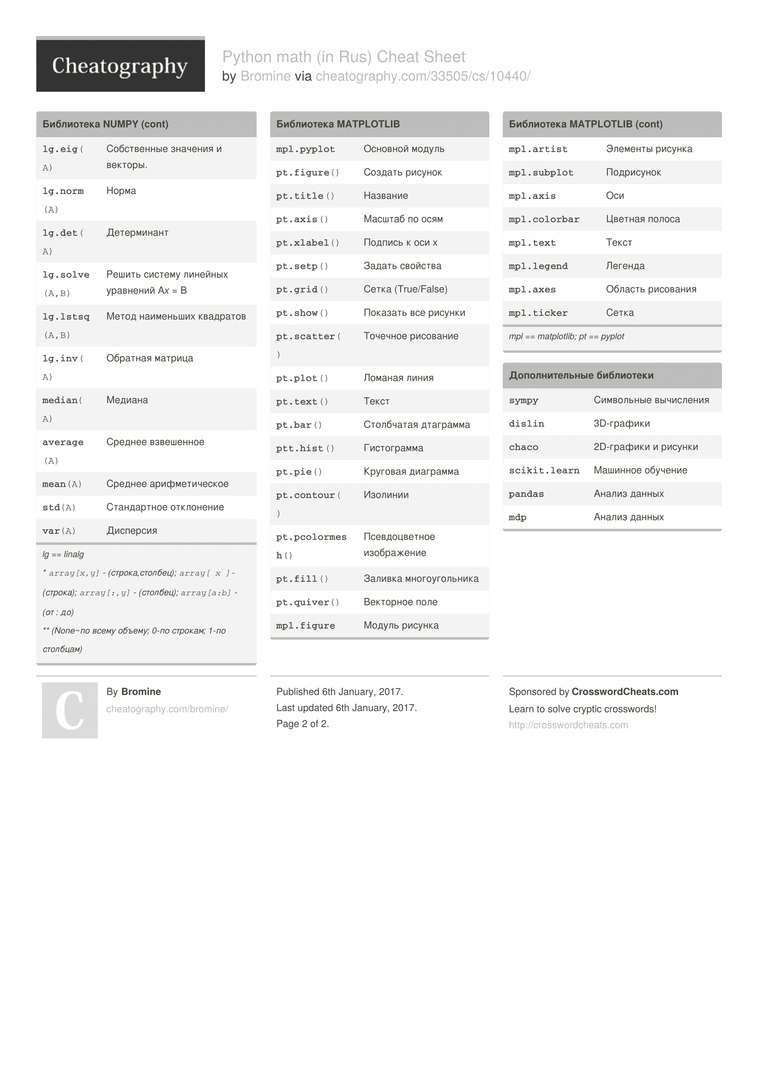 Cheatography
Python math (in Rus) Cheat Sheet
by Bromine via cheatography.com/33505/cs/10440/
Библиотека NUMPY (cont)
lg.eig( Собственные значения и
A) векторы.
lg.norm Норма
(A)
lg.det( Детерминант
A)
lg.solve Решить систему линейных
(A,B) уравнений Ax = B
lg.lstsq Метод наименьших квадратов
(A,B)
lg.inv( Обратная матрица
A)
median( Медиана
A)
average Среднее взвешенное
(A)
mean(A) Среднее арифметическое
std(A) Стандартное отклонение
var(A) Дисперсия
lg == linalg
* array[x,y] - (строка,столбец); array[ x ]-
(строка); array[:,y] - (столбец); array[a:b] -
(от : до)
** (None–по всему объему; 0-по строкам; 1-по
столбцам)
Библиотека MATPLOTLIB
mpl.pyplot Основной модуль
pt.figure() Создать рисунок
pt.title() Название
pt.axis() Масштаб по осям
pt.xlabel() Подпись к оси x
pt.setp() Задать свойства
pt.grid() Сетка (True/False)
pt.show() Показать все рисунки
pt.scatter( Точечное рисование
)
pt.plot() Ломаная линия
pt.text() Текст
pt.bar() Столбчатая дтаграмма
ptt.hist() Гистограмма
pt.pie() Круговая диаграмма
pt.contour( Изолинии
)
pt.pcolormes Псевдоцветное
h() изображение
pt.fill() Заливка многоугольника
pt.quiver() Векторное поле
mpl.figure Модуль рисунка
Библиотека MATPLOTLIB (cont)
mpl.artist Элементы рисунка
mpl.subplot Подрисунок
mpl.axis Оси
mpl.colorbar Цветная полоса
mpl.text Текст
mpl.legend Легенда
mpl.axes Область рисования
mpl.ticker Сетка
mpl == matplotlib; pt == pyplot
Дополнительные библиотеки
sympy Символьные вычисления
dislin 3D-графики
chaco 2D-графики и рисунки
scikit.learn Машинное обучение
pandas Анализ данных
mdp Анализ данных
C
By Bromine
cheatography.com/bromine/
Published 6th January, 2017.
Last updated 6th January, 2017.
Page 2 of 2.
Sponsored by CrosswordCheats.com
Learn to solve cryptic crosswords!
http://crosswordcheats.com